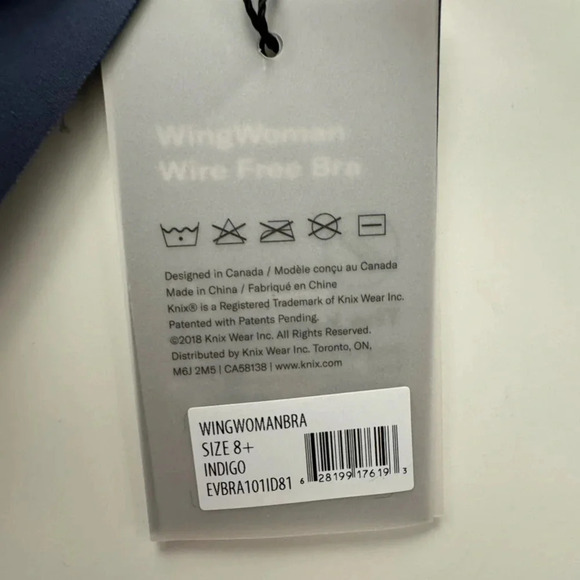 WingWoman
Wire Free Bra
Designed in Canada / Modèle conçu au Canada
Made in China / Fabriqué en Chine
Knix® is a Registered Trademark of Knix Wear Inc.
Patented with Patents Pending.
©2018 Knix Wear Inc. All Rights Reserved.
Distributed by Knix Wear Inc. Toronto, ON,
M6J 2M5 | CA58138 | www.knix.com
WINGWOMANBRA
SIZE 8+
INDIGO
EVBRA101ID81
6 28199 17619 3